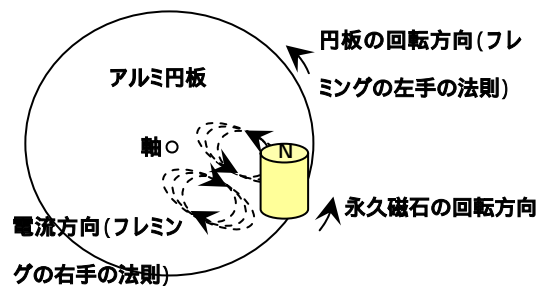 円板の回転方向(フレ
ミングの左手の法則)
アルミ円板
軸
N
永久磁石の回転方向
電流方向(フレミン
グの右手の法則)